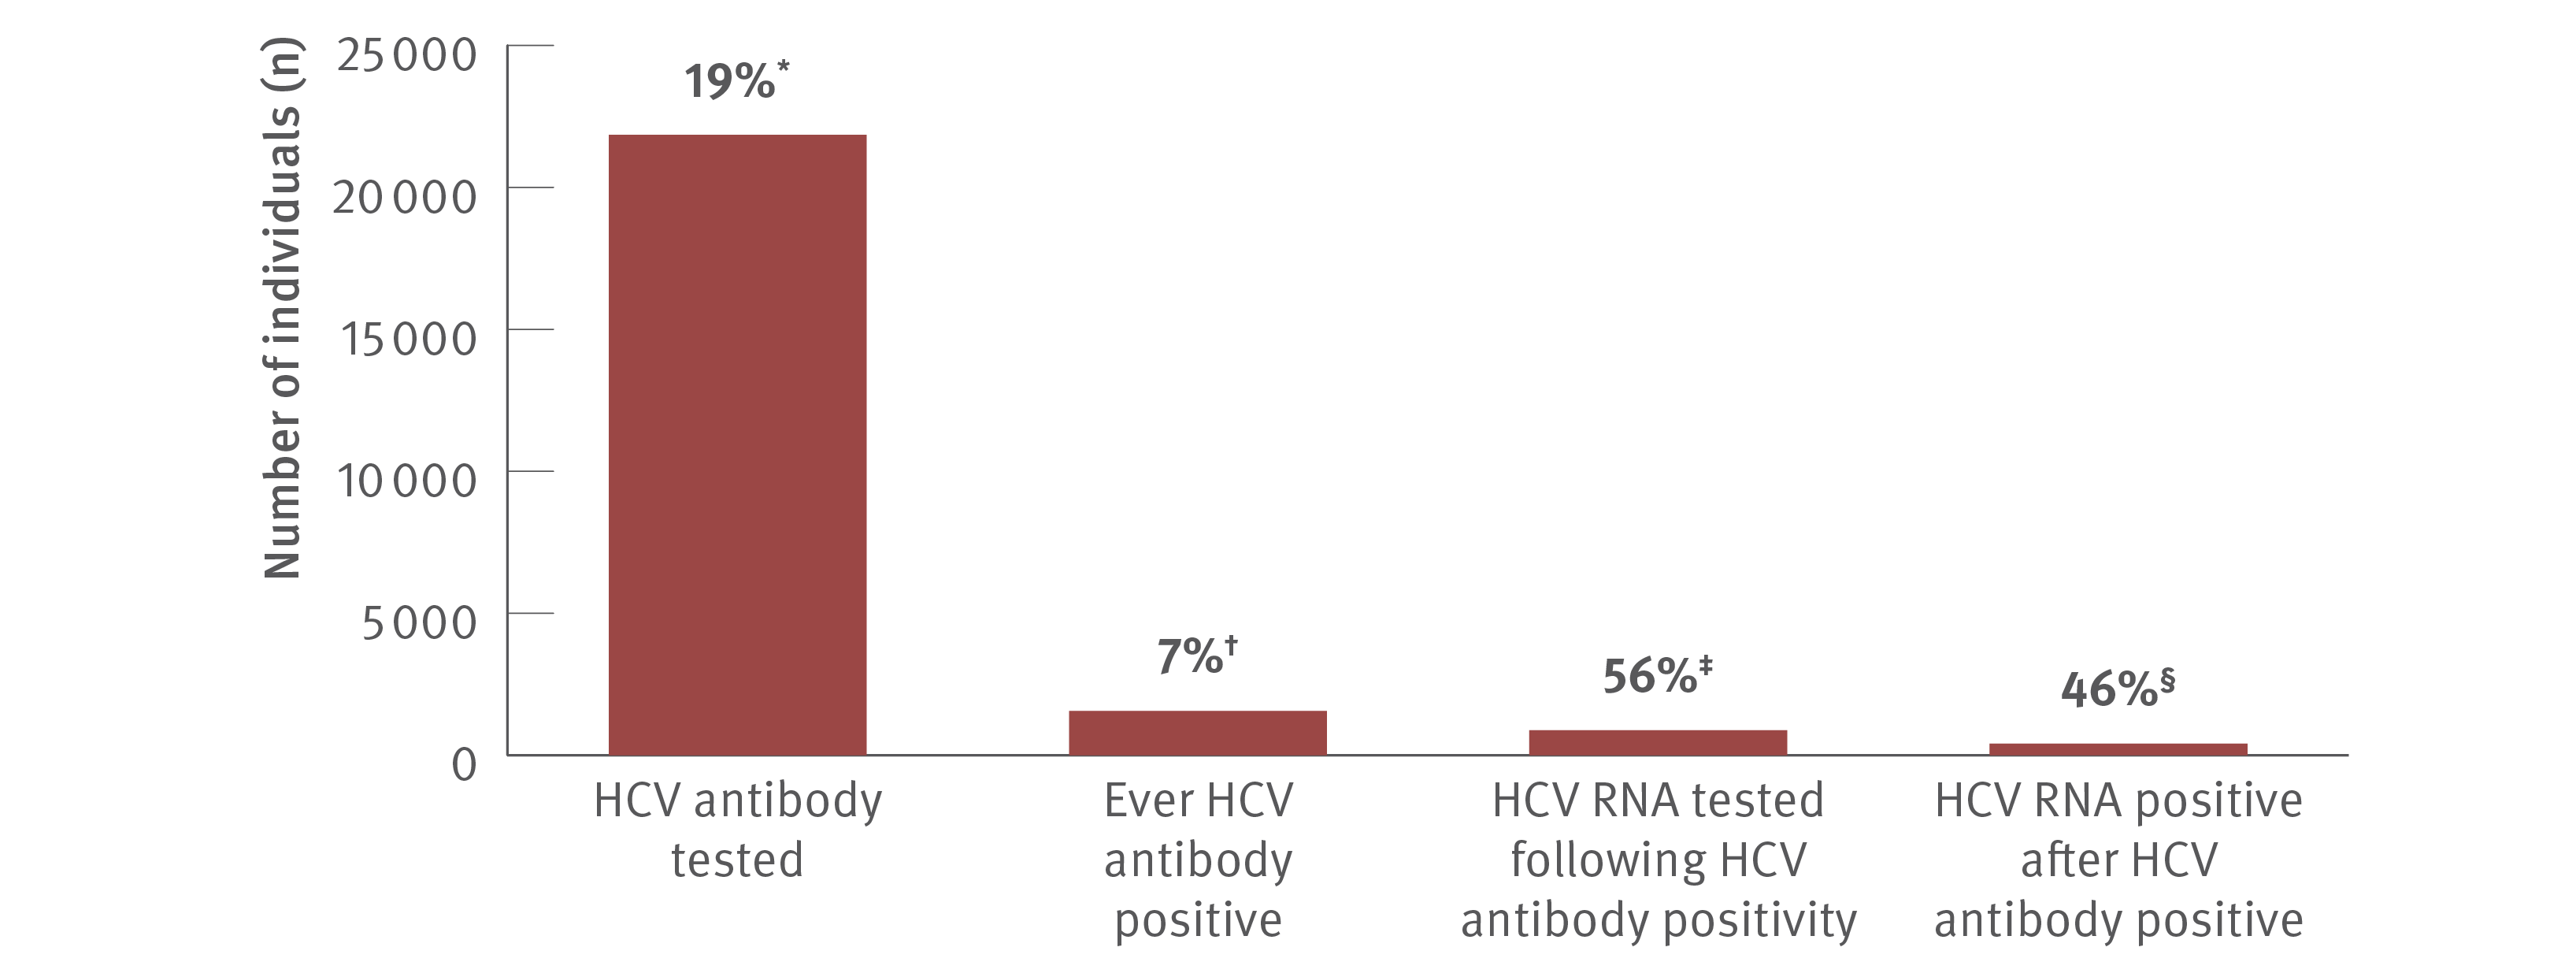 Number of individuals (n)
25 000
20 000
15 000
10 000
5 000
0
19%*
7%†
56%‡
46%§
HCV antibody
tested
Ever HCV
antibody
positive
HCV RNA tested
following HCV
antibody positivity
HCV RNA positive
after HCV
antibody positive